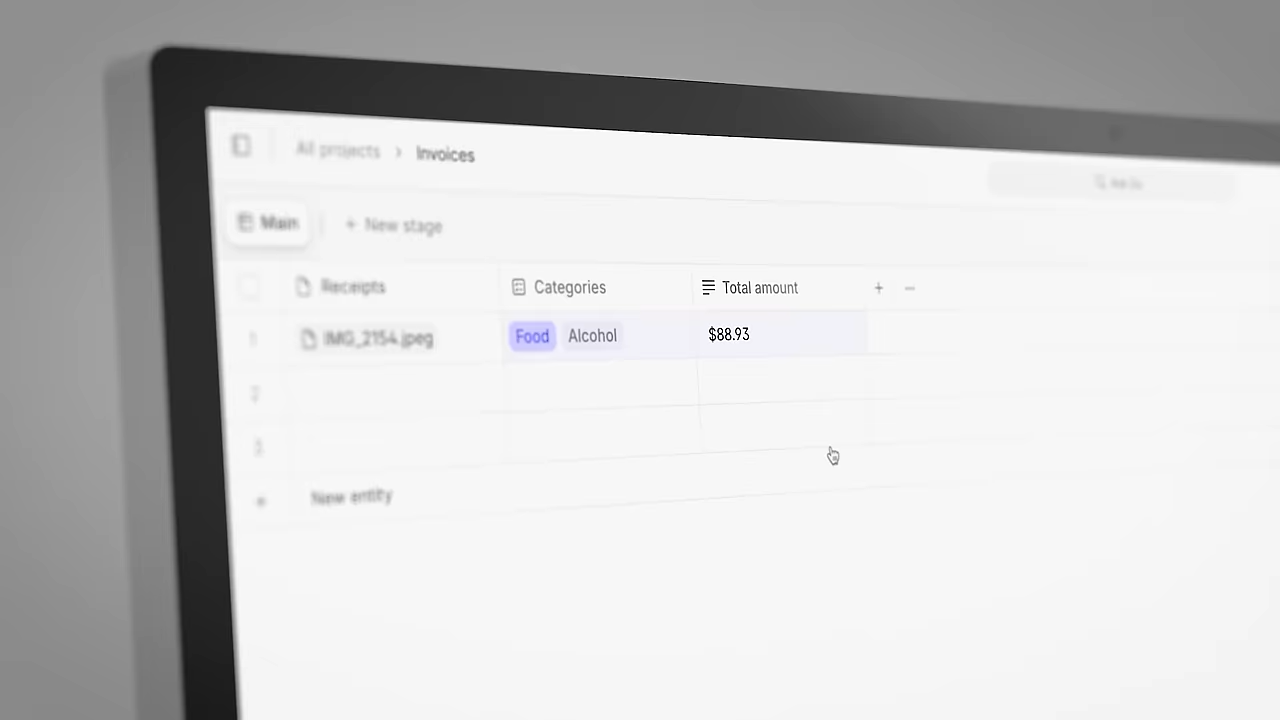 All projects > Invoices
Main + New stage
Receipts Categories Total amount + –
1 IMG_2154.jpeg Food Alcohol $88.93
2
3
+ New entity